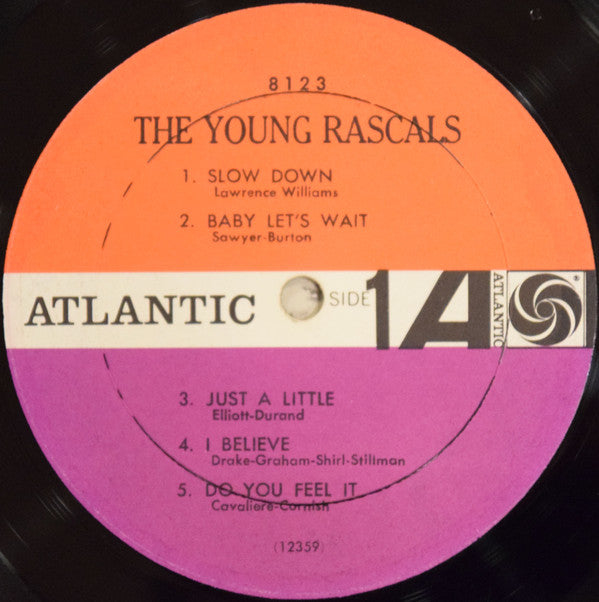 8123
THE YOUNG RASCALS
1. SLOW DOWN
Lawrence Williams
2. BABY LET'S WAIT
Sawyer-Burton
ATLANTIC
SIDE 1
A
ATLANTIC
®
3. JUST A LITTLE
Elliott-Durand
4. I BELIEVE
Drake-Graham-Shirl-Stillman
5. DO YOU FEEL IT
Cavaliere-Cornish
(12359)